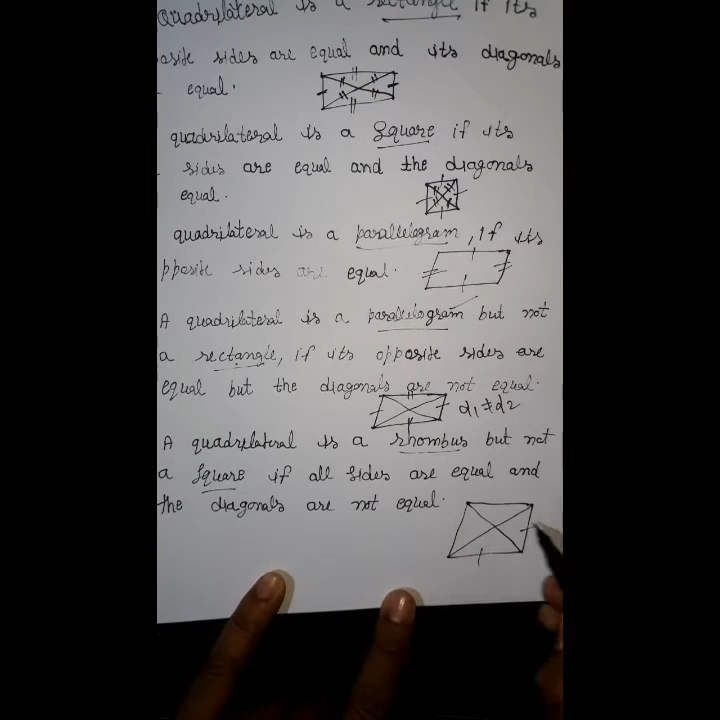 quadrilateral is a rectangle if its
posite sides are equal and its diagonals
equal.
quadrilateral is a Square if its
sides are equal and the diagonals
equal.
quadrilateral is a parallelogram, if its
pposite sides are equal.
A quadrilateral is a parallelogram but not
a rectangle, if its opposite sides are
equal but the diagonals are not equal.
d1 ≠ d2
A quadrilateral is a rhombus but not
a Square if all sides are equal and
the diagonals are not equal.